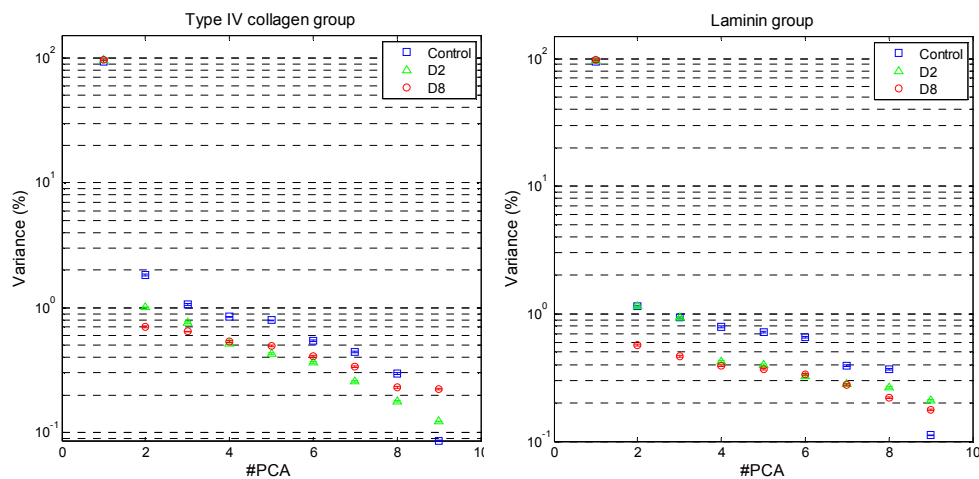 Type IV collagen group
Control
D2
D8
Variance (%)
10^2
10^1
10^0
10^-1
0 2 4 6 8 10
#PCA
Laminin group
Control
D2
D8
Variance (%)
10^2
10^1
10^0
10^-1
0 2 4 6 8 10
#PCA